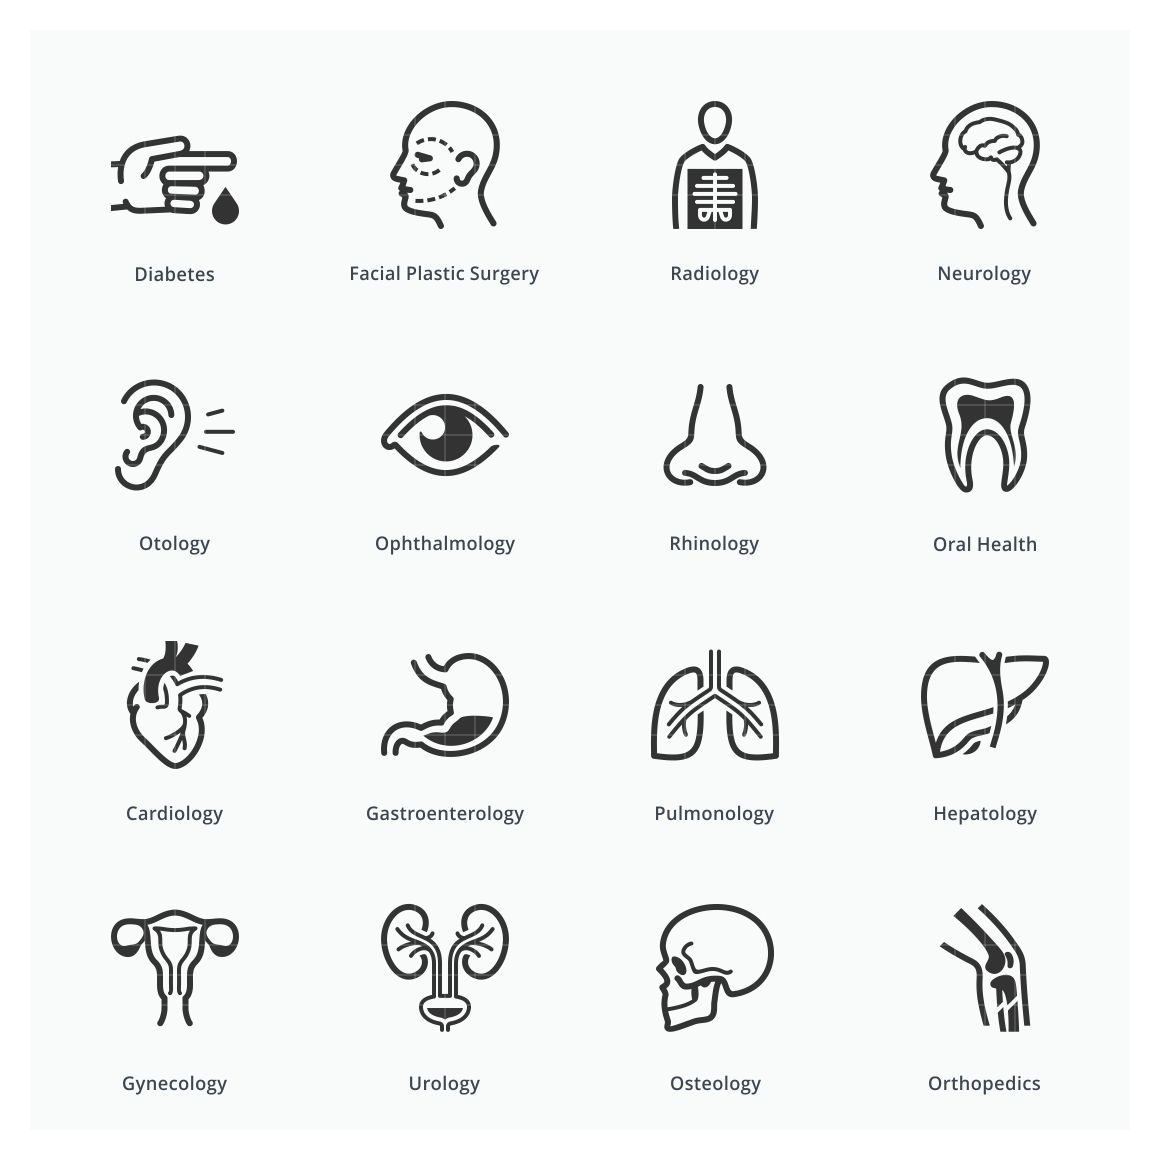 Diabetes
Facial Plastic Surgery
Radiology
Neurology
Otology
Ophthalmology
Rhinology
Oral Health
Cardiology
Gastroenterology
Pulmonology
Hepatology
Gynecology
Urology
Osteology
Orthopedics